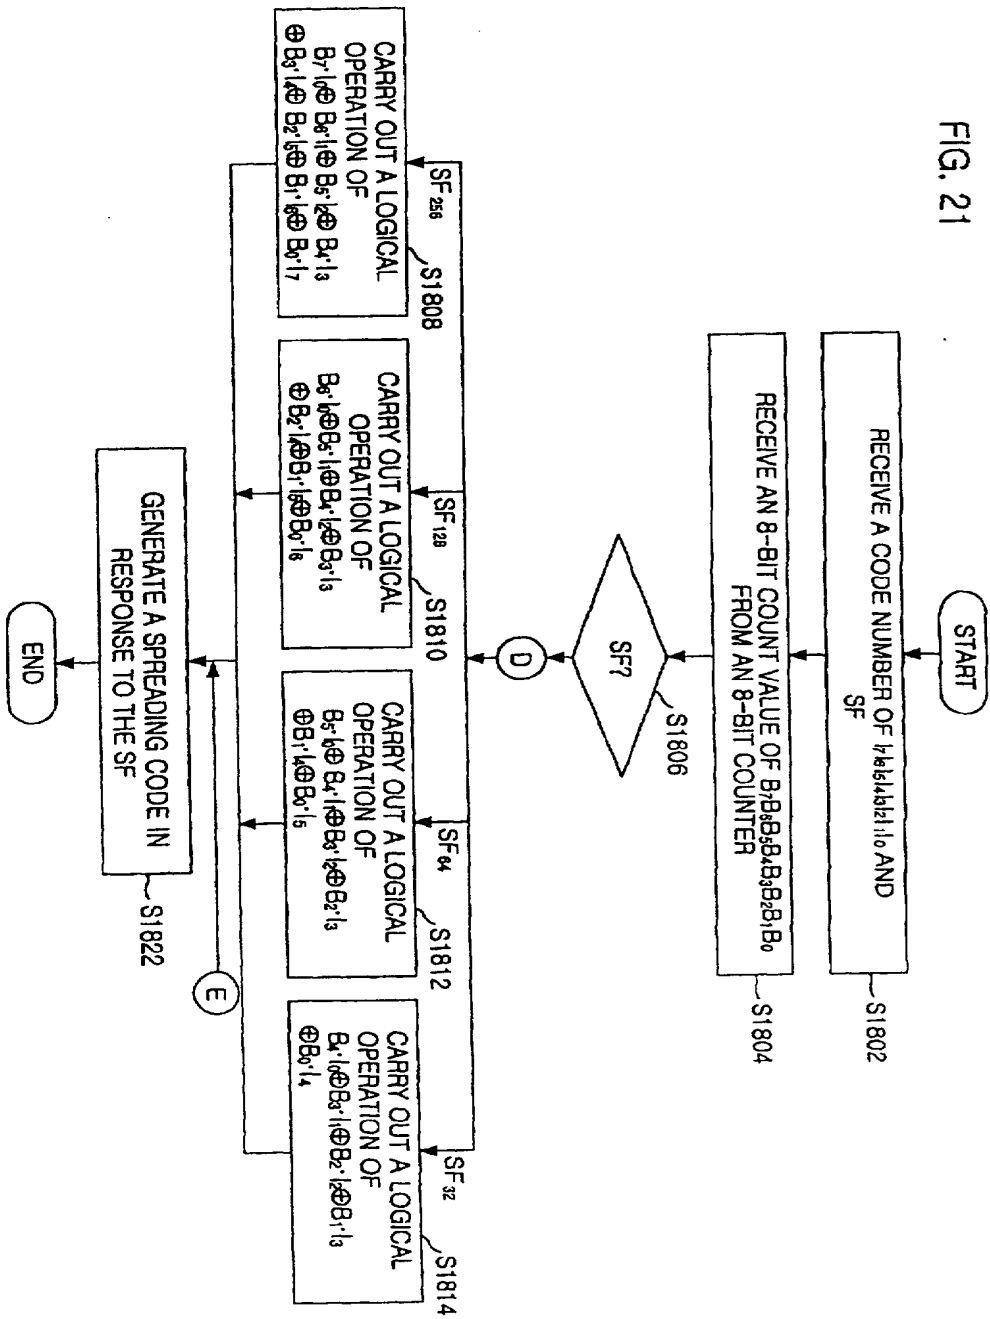 FIG. 21
START
RECEIVE A CODE NUMBER OF I₇I₆I₅I₄I₃I₂I₁I₀ AND
SF
S1802
RECEIVE AN 8-BIT COUNT VALUE OF B₇B₆B₅B₄B₃B₂B₁B₀
FROM AN 8-BIT COUNTER
S1804
SF?
S1806
D
SF₂₅₆
S1808
CARRY OUT A LOGICAL
OPERATION OF
B₇·I₀⊕B₆·I₁⊕B₅·I₂⊕B₄·I₃
⊕B₃·I₄⊕B₂·I₅⊕B₁·I₆⊕B₀·I₇
SF₁₂₈
S1810
CARRY OUT A LOGICAL
OPERATION OF
B₆·I₀⊕B₅·I₁⊕B₄·I₂⊕B₃·I₃
⊕B₂·I₄⊕B₁·I₅⊕B₀·I₆
SF₆₄
S1812
CARRY OUT A LOGICAL
OPERATION OF
B₅·I₀⊕B₄·I₁⊕B₃·I₂⊕B₂·I₃
⊕B₁·I₄⊕B₀·I₅
SF₃₂
S1814
CARRY OUT A LOGICAL
OPERATION OF
B₄·I₀⊕B₃·I₁⊕B₂·I₂⊕B₁·I₃
⊕B₀·I₄
E
GENERATE A SPREADING CODE IN
RESPONSE TO THE SF
S1822
END